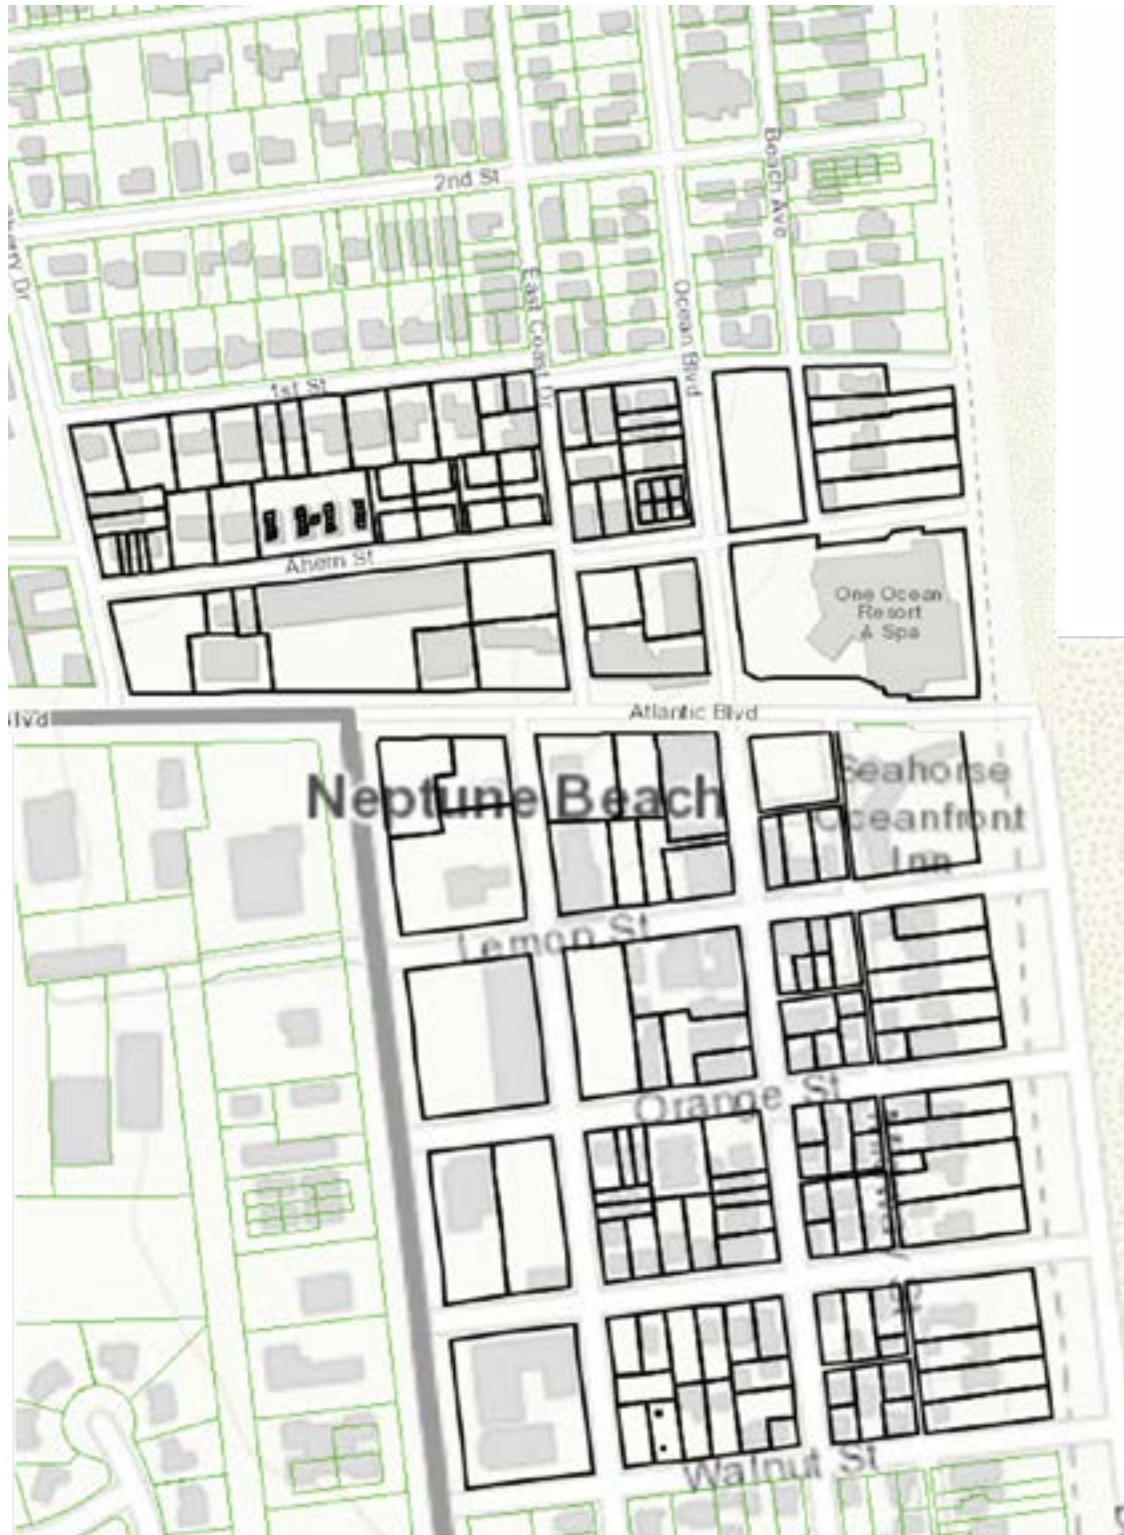 2nd St
Beach Ave
East Coast Dr
Ocean Blvd
1st St
Ahern St
One Ocean
Resort
& Spa
lvd
Atlantic Blvd
Neptune Beach
Seahorse
Oceanfront
Inn
Lemon St
Orange St
Walnut St